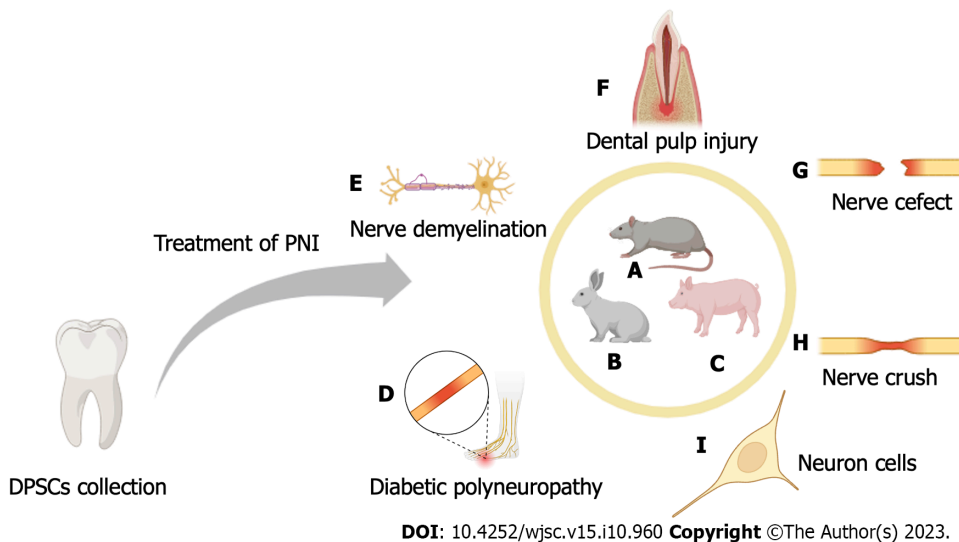 F
Dental pulp injury
E
Nerve demyelination
G
Nerve cefect
Treatment of PNI
A
B
C
H
Nerve crush
D
Diabetic polyneuropathy
I
Neuron cells
DPSCs collection
DOI: 10.4252/wjsc.v15.i10.960 Copyright ©The Author(s) 2023.